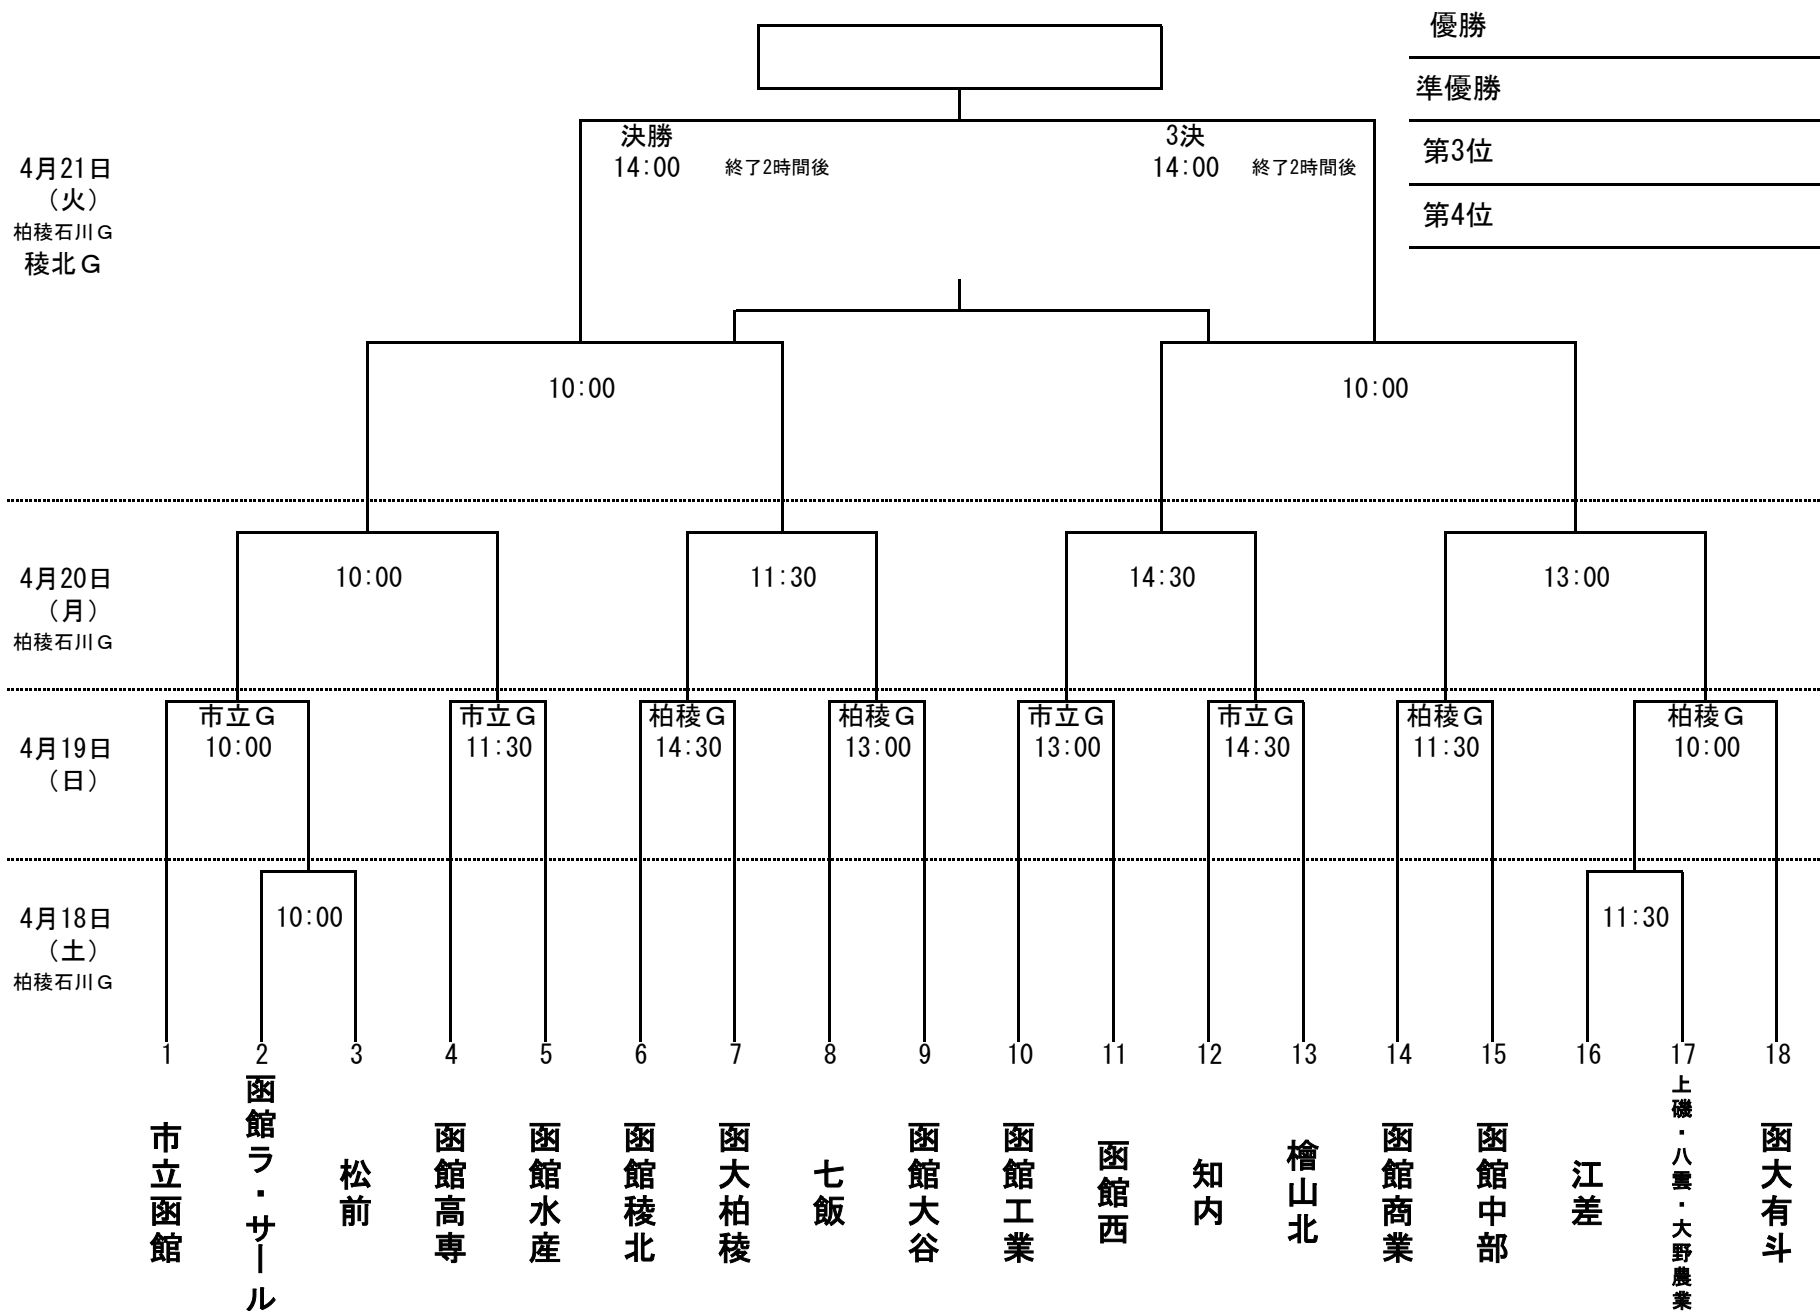 優勝
準優勝
第3位
第4位
決勝
14:00 終了2時間後
3決
14:00 終了2時間後
4月21日
（火）
柏稜石川G
稜北G
10:00
10:00
4月20日
（月）
柏稜石川G
10:00
11:30
14:30
13:00
4月19日
（日）
市立G
10:00
市立G
11:30
柏稜G
14:30
柏稜G
13:00
市立G
13:00
市立G
14:30
柏稜G
11:30
柏稜G
10:00
4月18日
（土）
柏稜石川G
10:00
11:30
1
市立函館
2
函館ラ・サール
3
松前
4
函館高専
5
函館水産
6
函館稜北
7
函大柏稜
8
七飯
9
函館大谷
10
函館工業
11
函館西
12
知内
13
檜山北
14
函館商業
15
函館中部
16
江差
17
上磯・八雲・大野農業
18
函大有斗